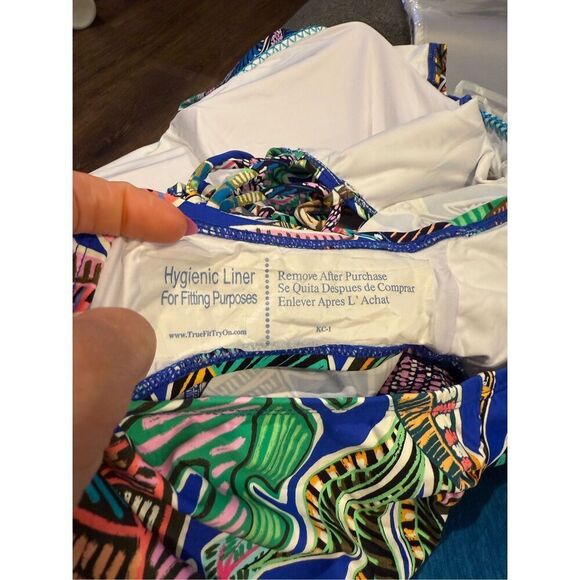 Hygienic Liner
For Fitting Purposes
www.TrueFitTryOn.com
Remove After Purchase
Se Quita Despues de Comprar
Enlever Apres L' Achat
KC-1